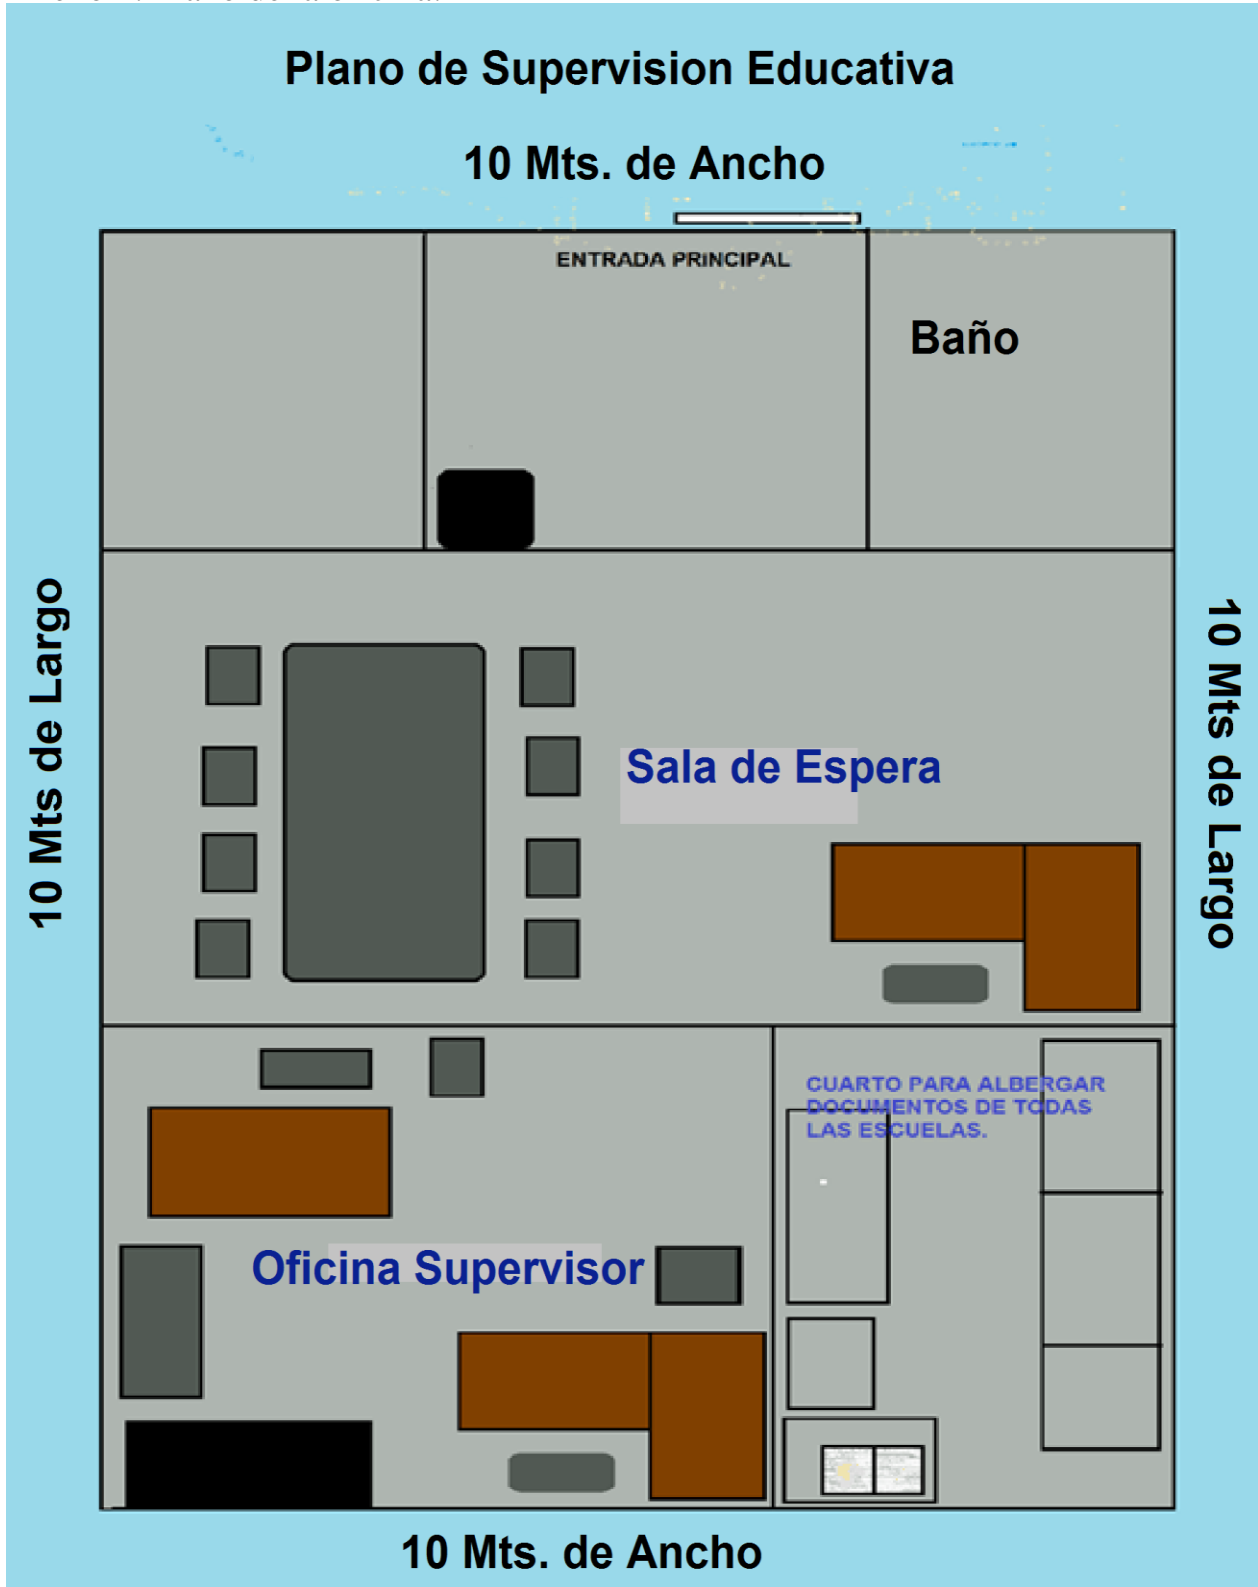 Plano de Supervision Educativa
10 Mts. de Ancho
ENTRADA PRINCIPAL
Baño
10 Mts de Largo
10 Mts de Largo
Sala de Espera
CUARTO PARA ALBERGAR
DOCUMENTOS DE TODAS
LAS ESCUELAS.
Oficina Supervisor
10 Mts. de Ancho